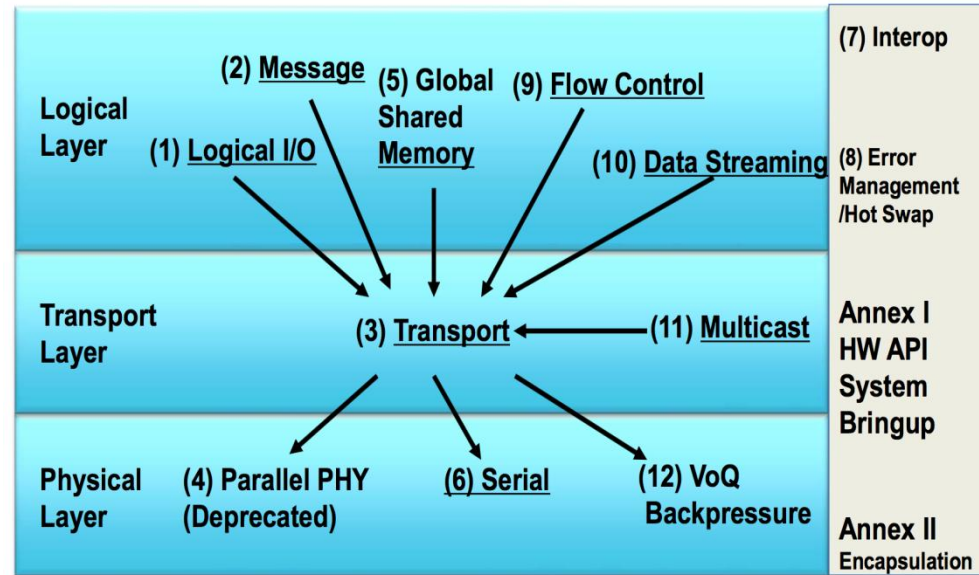 Logical
Layer
(1) Logical I/O
(2) Message
(5) Global
Shared
Memory
(9) Flow Control
(10) Data Streaming
Transport
Layer
(3) Transport
(11) Multicast
Physical
Layer
(4) Parallel PHY
(Deprecated)
(6) Serial
(12) VoQ
Backpressure
(7) Interop
(8) Error
Management
/Hot Swap
Annex I
HW API
System
Bringup
Annex II
Encapsulation